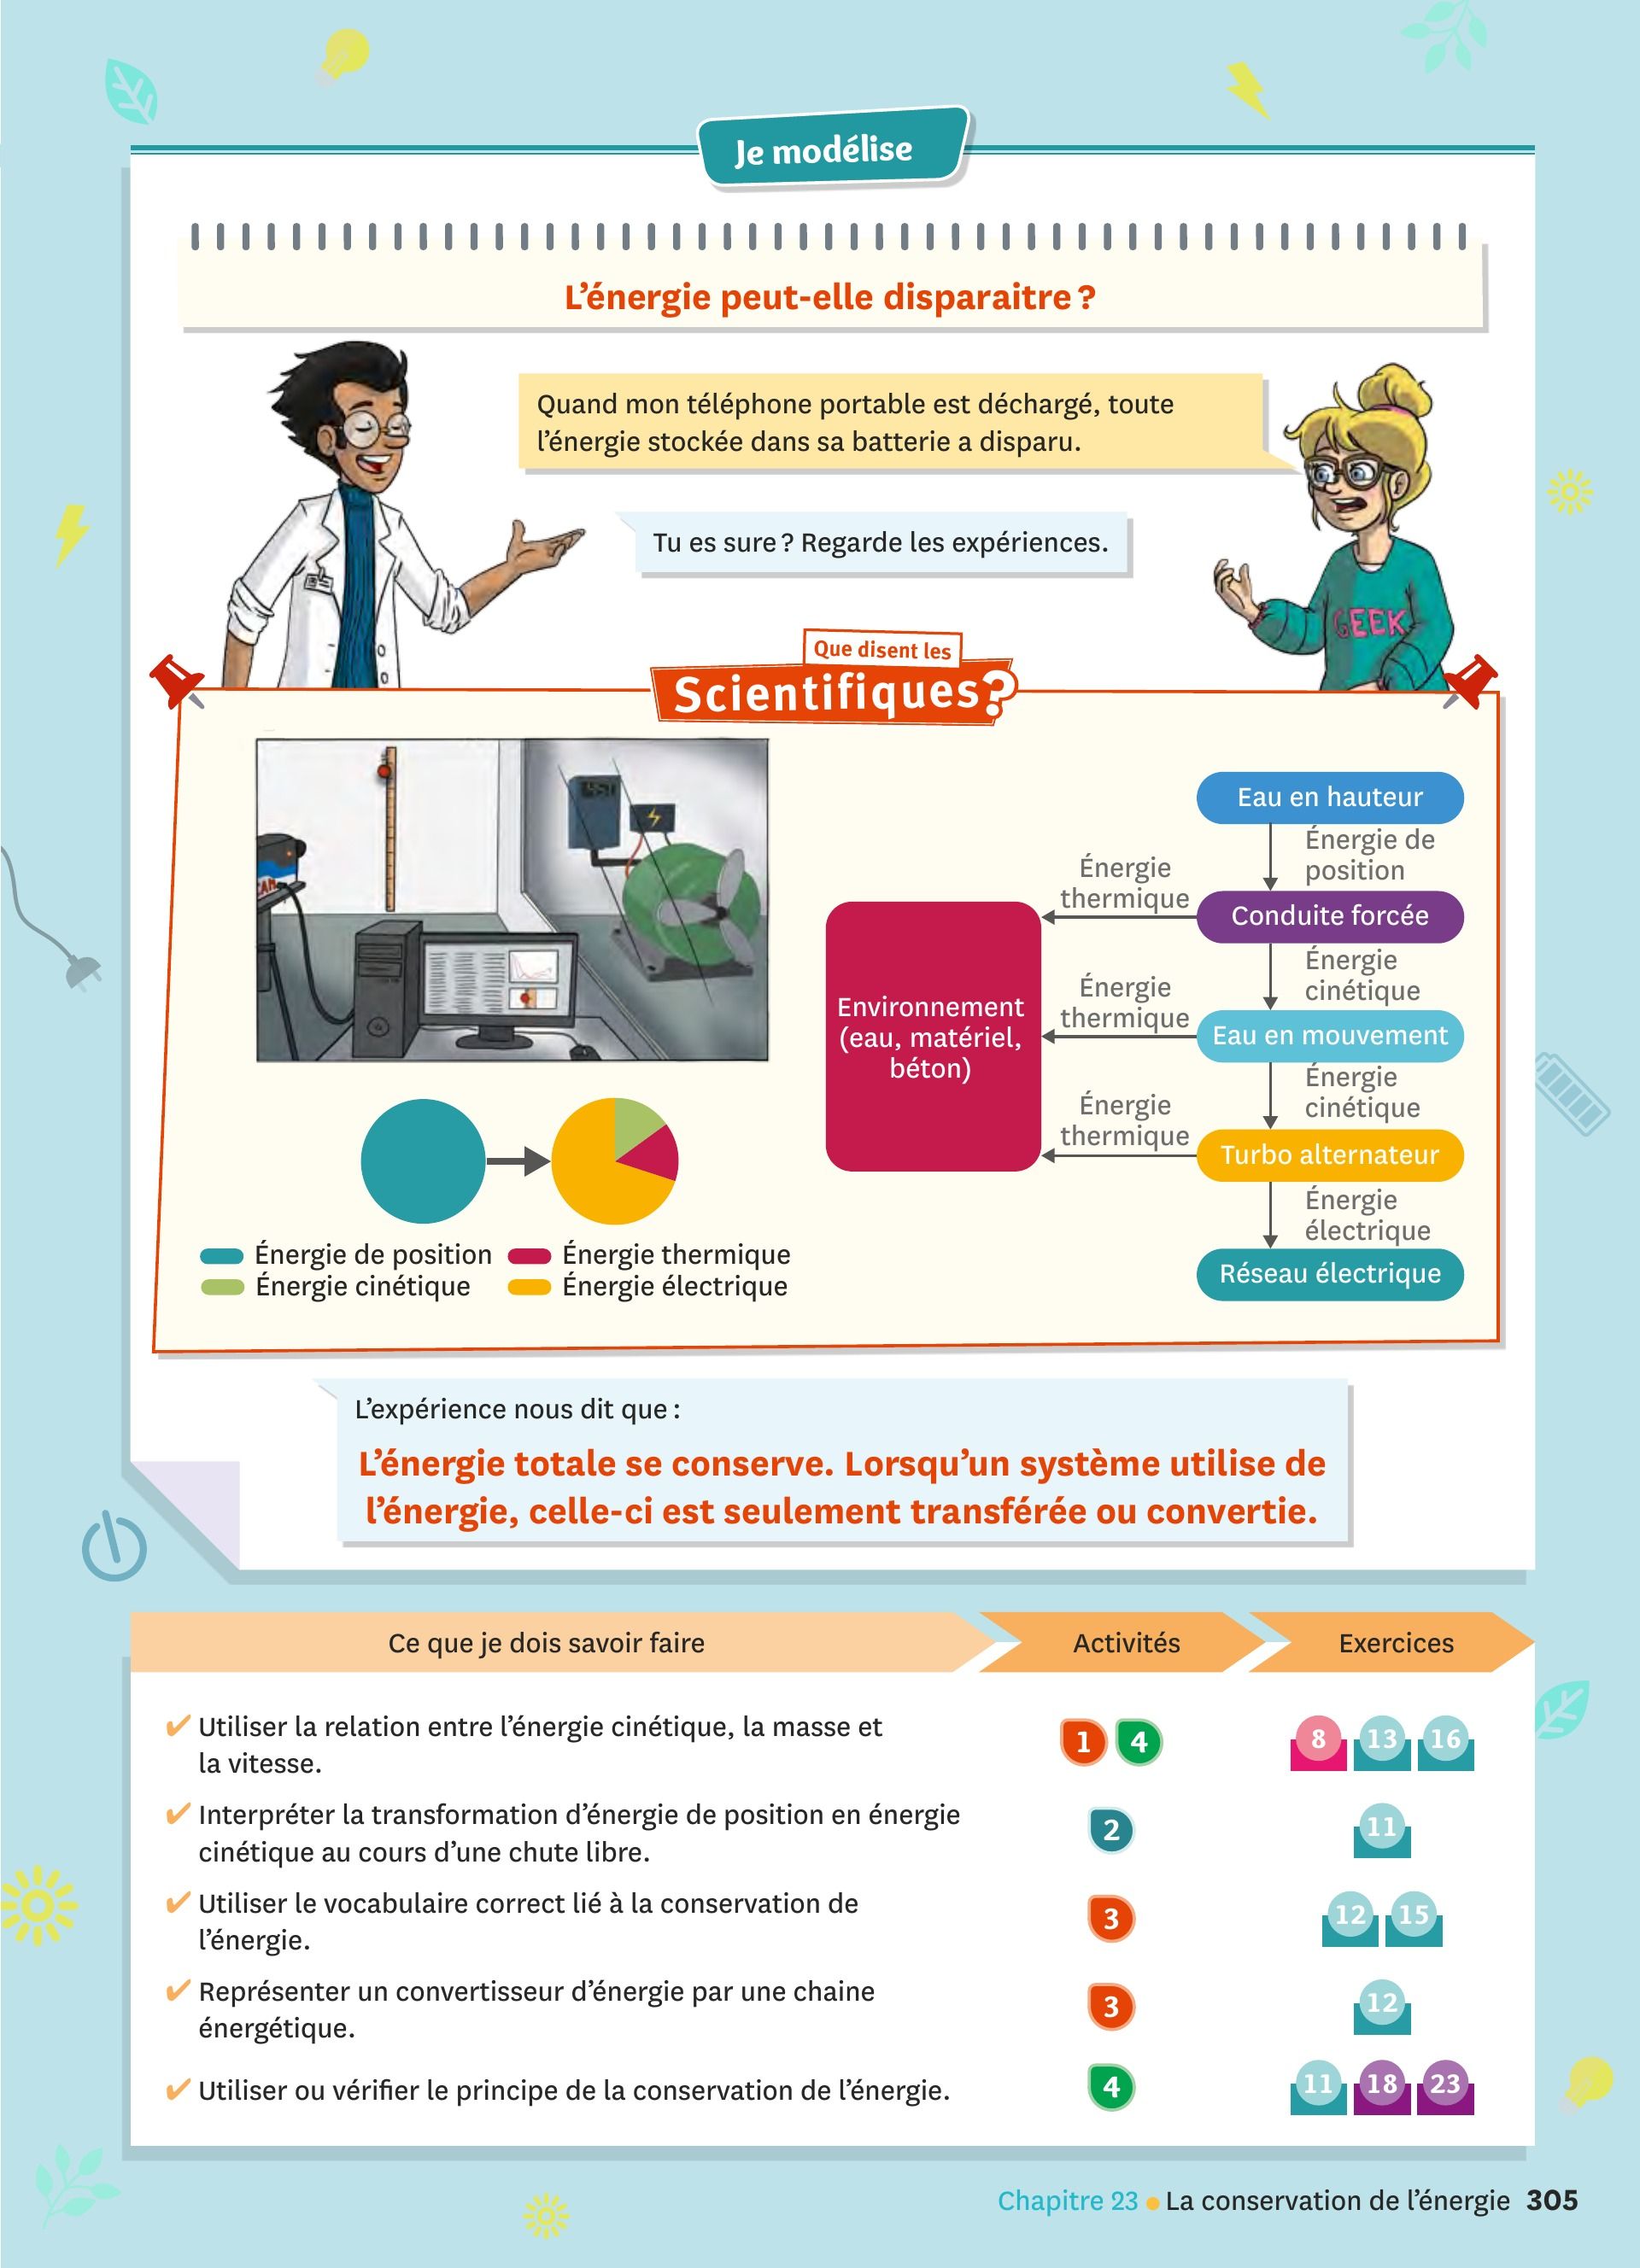 Je modélise
L'énergie peut-elle disparaitre ?
Quand mon téléphone portable est déchargé, toute
l'énergie stockée dans sa batterie a disparu.
Tu es sure ? Regarde les expériences.
GEEK
Que disent les
Scientifiques?
Eau en hauteur
Énergie de
position
Énergie
thermique
Conduite forcée
Énergie
cinétique
Énergie
thermique
Eau en mouvement
Environnement
(eau, matériel,
béton)
Énergie
cinétique
Énergie
thermique
Turbo alternateur
Énergie
électrique
Réseau électrique
Énergie de position
Énergie thermique
Énergie cinétique
Énergie électrique
L'expérience nous dit que :
L'énergie totale se conserve. Lorsqu'un système utilise de
l'énergie, celle-ci est seulement transférée ou convertie.
Ce que je dois savoir faire
Activités
Exercices
✔ Utiliser la relation entre l'énergie cinétique, la masse et
la vitesse.
1 4
8 13 16
✔ Interpréter la transformation d'énergie de position en énergie
cinétique au cours d'une chute libre.
2
11
✔ Utiliser le vocabulaire correct lié à la conservation de
l'énergie.
3
12 15
✔ Représenter un convertisseur d'énergie par une chaine
énergétique.
3
12
✔ Utiliser ou vérifier le principe de la conservation de l'énergie.
4
11 18 23
Chapitre 23 • La conservation de l'énergie 305